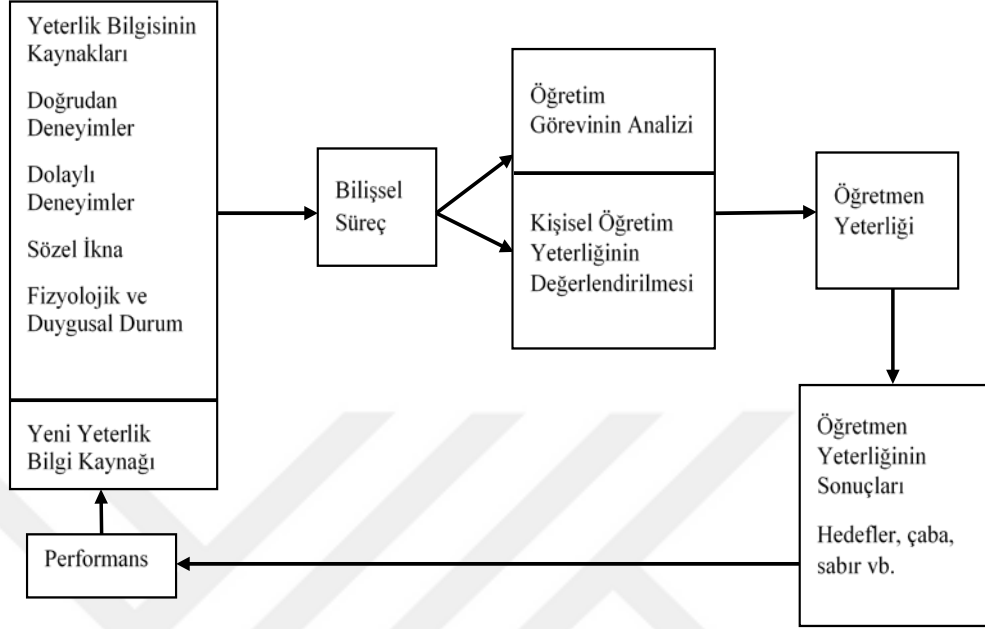 Yeterlik Bilgisinin
Kaynakları
Doğrudan
Deneyimler
Dolaylı
Deneyimler
Sözel İkna
Fizyolojik ve
Duygusal Durum
Yeni Yeterlik
Bilgi Kaynağı
Bilişsel
Süreç
Öğretim
Görevinin Analizi
Kişisel Öğretim
Yeterliğinin
Değerlendirilmesi
Öğretmen
Yeterliği
Öğretmen
Yeterliğinin
Sonuçları
Hedefler, çaba,
sabır vb.
Performans